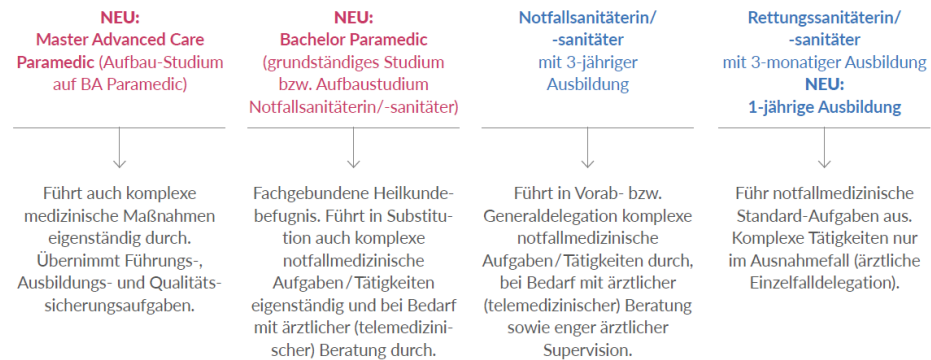 NEU:
Master Advanced Care
Paramedic (Aufbau-Studium
auf BA Paramedic)
Führt auch komplexe
medizinische Maßnahmen
eigenständig durch.
Übernimmt Führungs-,
Ausbildungs- und Qualitäts-
sicherungsaufgaben.
NEU:
Bachelor Paramedic
(grundständiges Studium
bzw. Aufbaustudium
Notfallsanitäterin/-sanitäter)
Fachgebundene Heilkunde-
befugnis. Führt in Substitu-
tion auch komplexe
notfallmedizinische
Aufgaben/Tätigkeiten
eigenständig und bei Bedarf
mit ärztlicher (telemedizini-
scher) Beratung durch.
Notfallsanitäterin/
-sanitäter
mit 3-jähriger
Ausbildung
Führt in Vorab- bzw.
Generaldelegation komplexe
notfallmedizinische
Aufgaben/Tätigkeiten durch,
bei Bedarf mit ärztlicher
(telemedizinischer) Beratung
sowie enger ärztlicher
Supervision.
Rettungssanitäterin/
-sanitäter
mit 3-monatiger Ausbildung
NEU:
1-jährige Ausbildung
Führ notfallmedizinische
Standard-Aufgaben aus.
Komplexe Tätigkeiten nur
im Ausnahmefall (ärztliche
Einzelfalldelegation).